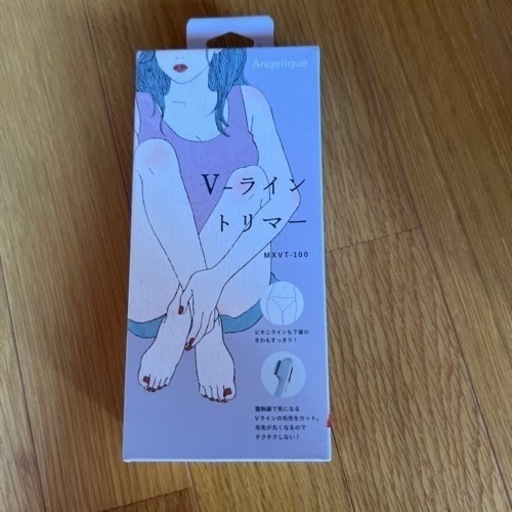 Angelique
V-ライン
トリマー
MXVT-100
ビキニラインも下着の
きわもすっきり！
電熱線で気になる
Vラインの毛先をカット。
毛先が丸くなるので
チクチクしない！